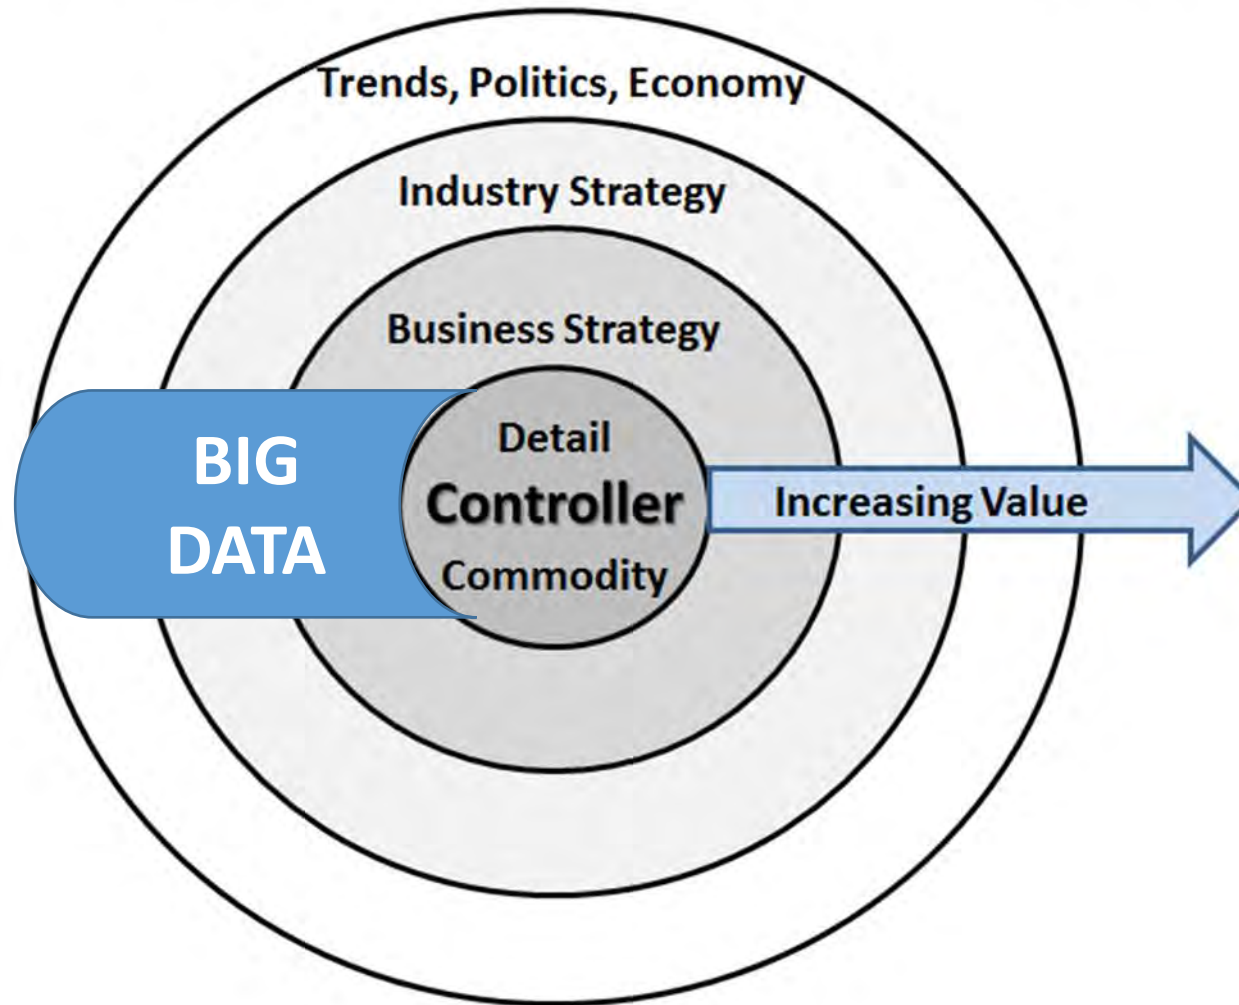 Trends, Politics, Economy
Industry Strategy
Business Strategy
BIG
DATA
Detail
Controller
Commodity
Increasing Value